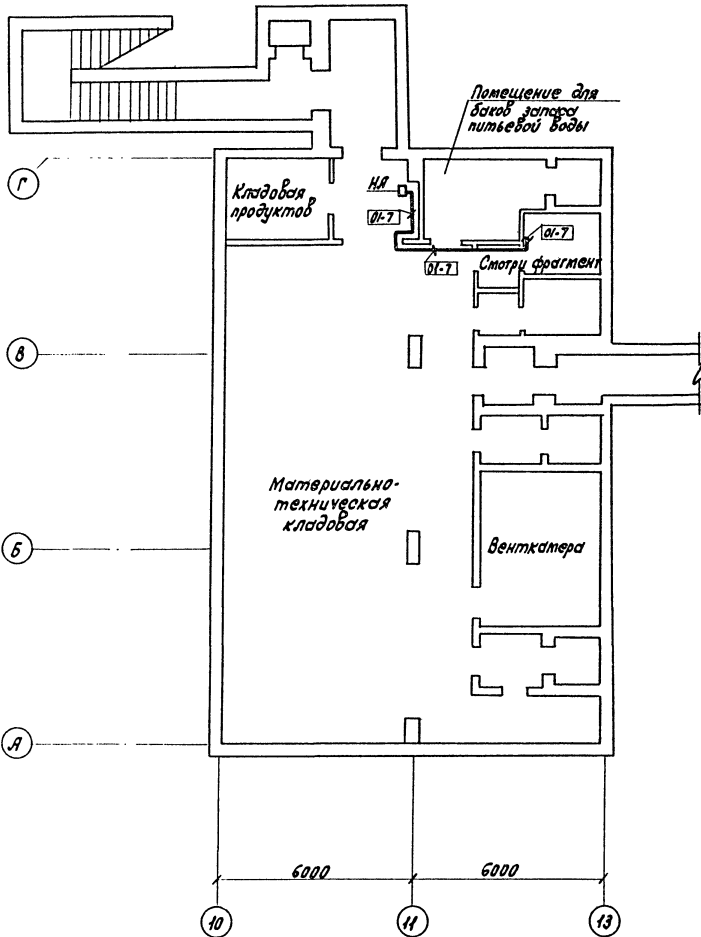 Помещение для
баков запаса
питьевой воды
Г
Кладовая
продуктов
НЯ
01-7
01-7
01-7
Смотри фрагмент
В
Материально-
техническая
кладовая
Б
Венткамера
А
6000
6000
10
11
13